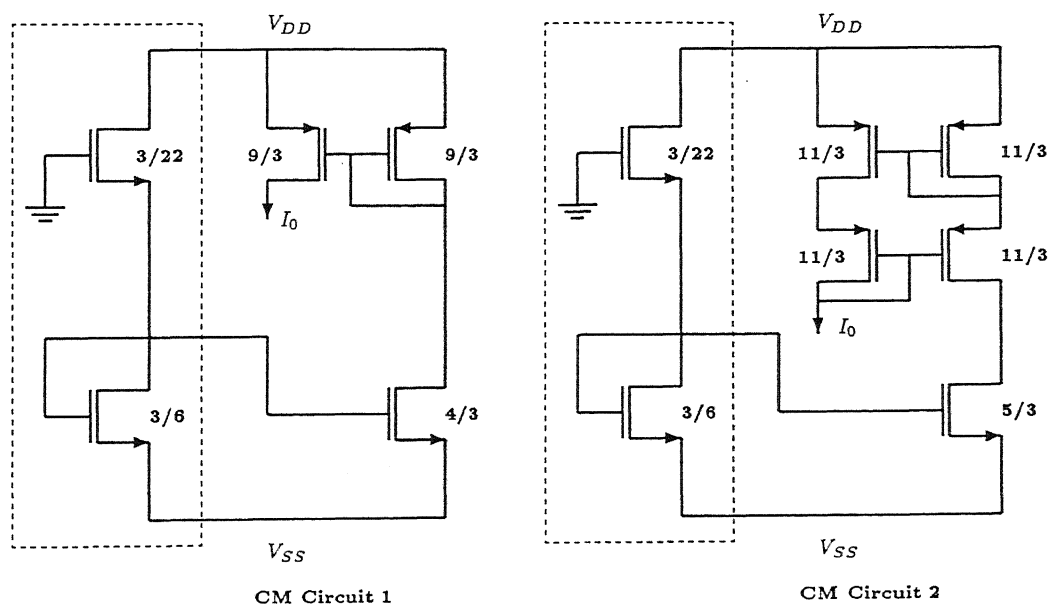 V_DD
3/22
9/3
9/3
I_0
3/6
4/3
V_SS
CM Circuit 1
V_DD
3/22
11/3
11/3
11/3
11/3
I_0
3/6
5/3
V_SS
CM Circuit 2